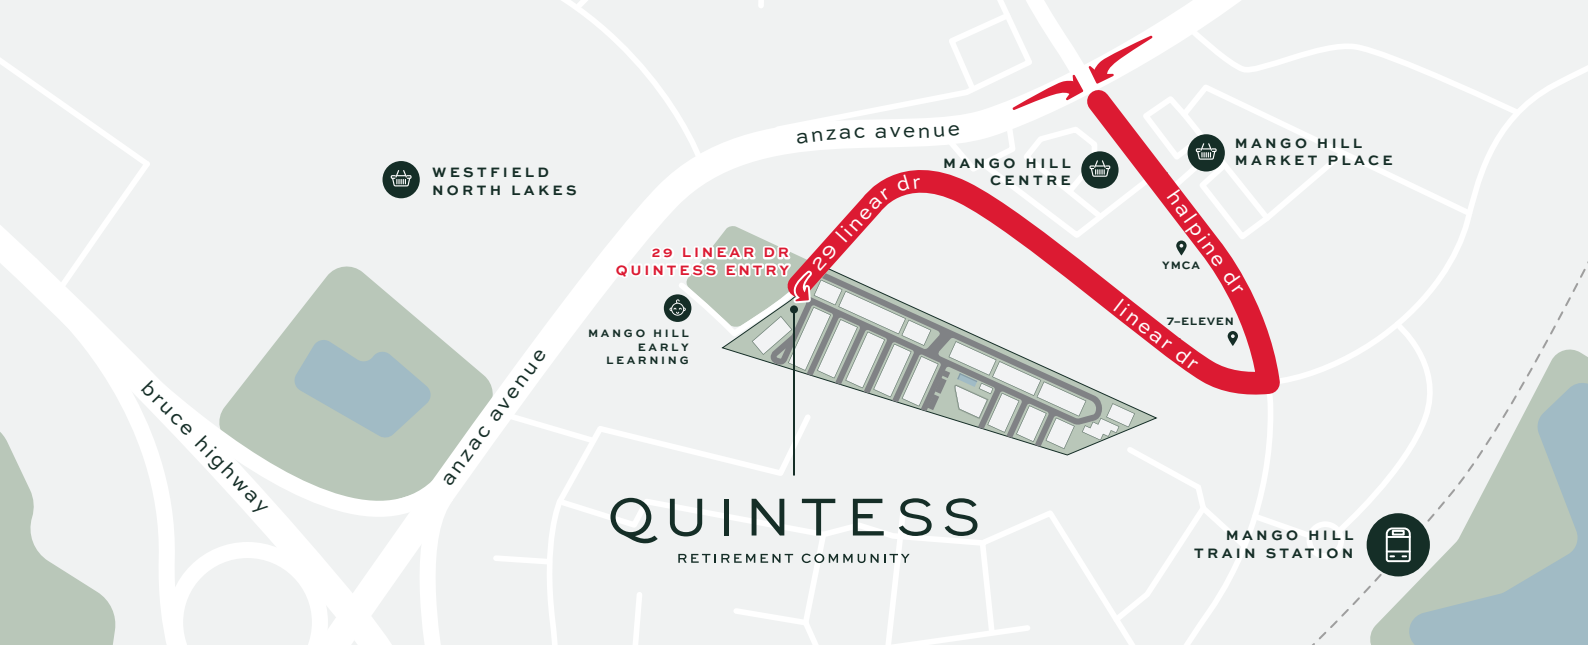 anzac avenue
MANGO HILL
MARKET PLACE
MANGO HILL
CENTRE
WESTFIELD
NORTH LAKES
29 linear dr
halpine dr
29 LINEAR DR
QUINTESS ENTRY
YMCA
linear dr
7–ELEVEN
MANGO HILL
EARLY
LEARNING
anzac avenue
bruce highway
QUINTESS
RETIREMENT COMMUNITY
MANGO HILL
TRAIN STATION